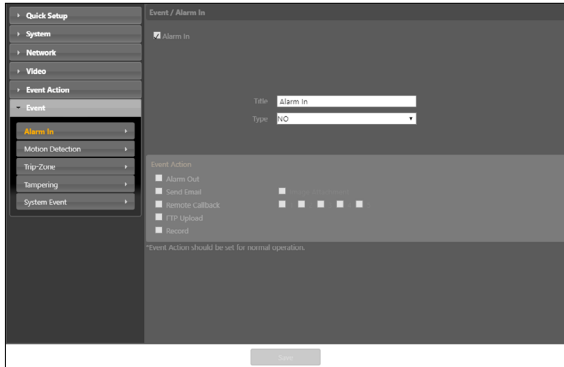 Quick Setup
System
Network
Video
Event Action
Event
Alarm In
Motion Detection
Trip-Zone
Tampering
System Event
Event / Alarm In
Alarm In
Title Alarm In
Type NO
Event Action
Alarm Out
Send Email
Remote Callback
FTP Upload
Record
*Event Action should be set for normal operation.
Save